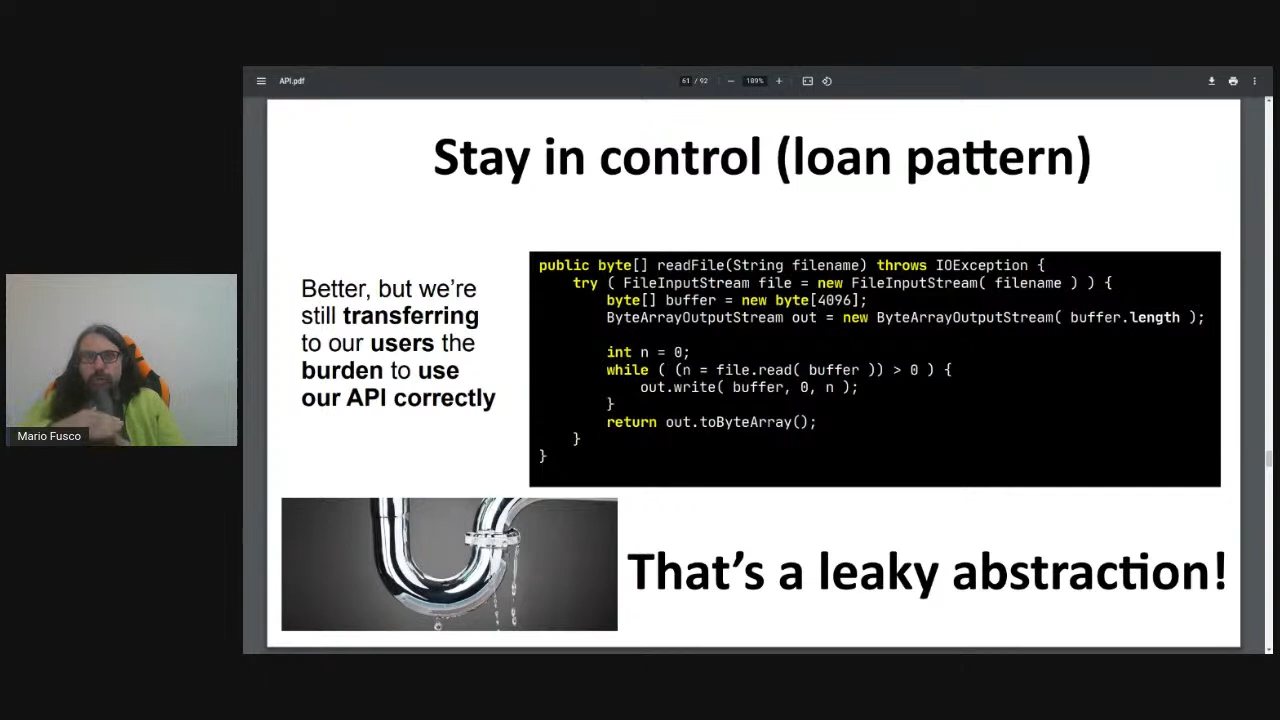 API.pdf
61 / 92
189%
Stay in control (loan pattern)
Better, but we’re
still transferring
to our users the
burden to use
our API correctly
public byte[] readFile(String filename) throws IOException {
try ( FileInputStream file = new FileInputStream( filename ) ) {
byte[] buffer = new byte[4096];
ByteArrayOutputStream out = new ByteArrayOutputStream( buffer.length );
int n = 0;
while ( (n = file.read( buffer )) > 0 ) {
out.write( buffer, 0, n );
}
return out.toByteArray();
}
}
Mario Fusco
That’s a leaky abstraction!